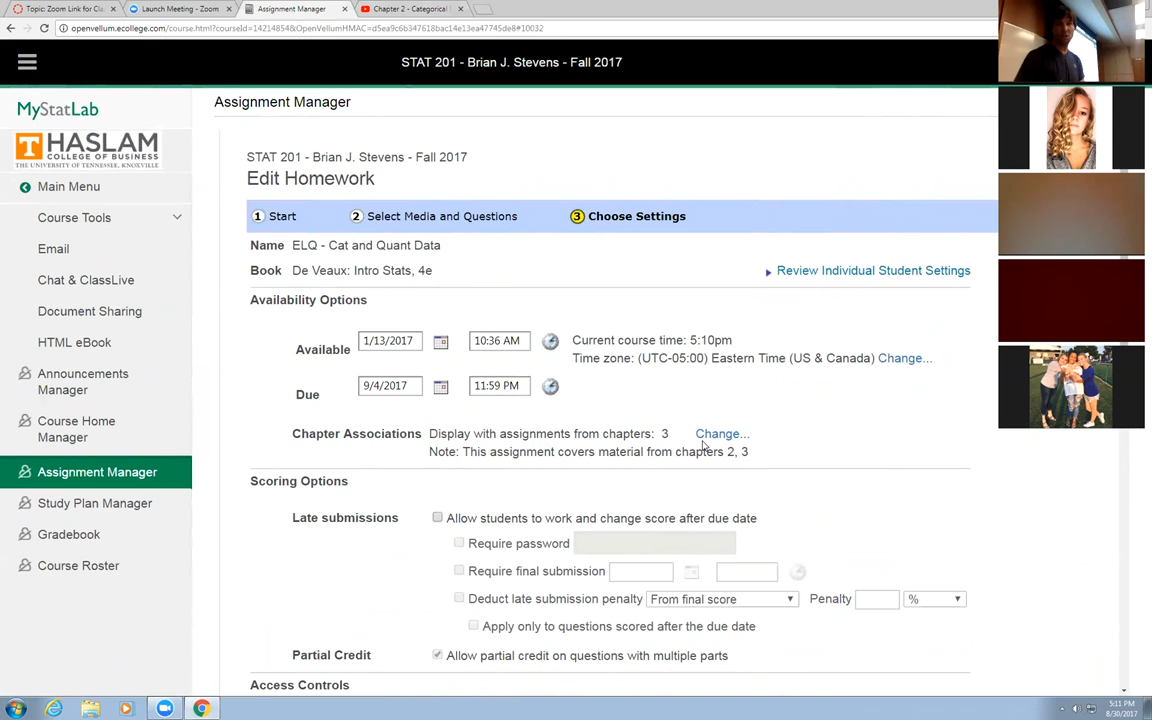 Topic: Zoom Link for Cla
Launch Meeting - Zoom
Assignment Manager
Chapter 2 - Categorical
openvellum.ecollege.com/course.html?courseId=14214854&OpenVellumHMAC=d5ea9c6b347618bac14e13ea47745de8#10032
STAT 201 - Brian J. Stevens - Fall 2017
MyStatLab
HASLAM
COLLEGE OF BUSINESS
THE UNIVERSITY OF TENNESSEE, KNOXVILLE
Main Menu
Course Tools
Email
Chat & ClassLive
Document Sharing
HTML eBook
Announcements
Manager
Course Home
Manager
Assignment Manager
Study Plan Manager
Gradebook
Course Roster
Assignment Manager
STAT 201 - Brian J. Stevens - Fall 2017
Edit Homework
1 Start 2 Select Media and Questions 3 Choose Settings
Name ELQ - Cat and Quant Data
Book De Veaux: Intro Stats, 4e Review Individual Student Settings
Availability Options
Available 1/13/2017 10:36 AM Current course time: 5:10pm
Time zone: (UTC-05:00) Eastern Time (US & Canada) Change...
Due 9/4/2017 11:59 PM
Chapter Associations Display with assignments from chapters: 3 Change...
Note: This assignment covers material from chapters 2, 3
Scoring Options
Late submissions Allow students to work and change score after due date
Require password
Require final submission
Deduct late submission penalty From final score Penalty %
Apply only to questions scored after the due date
Partial Credit Allow partial credit on questions with multiple parts
Access Controls
5:11 PM
8/30/2017